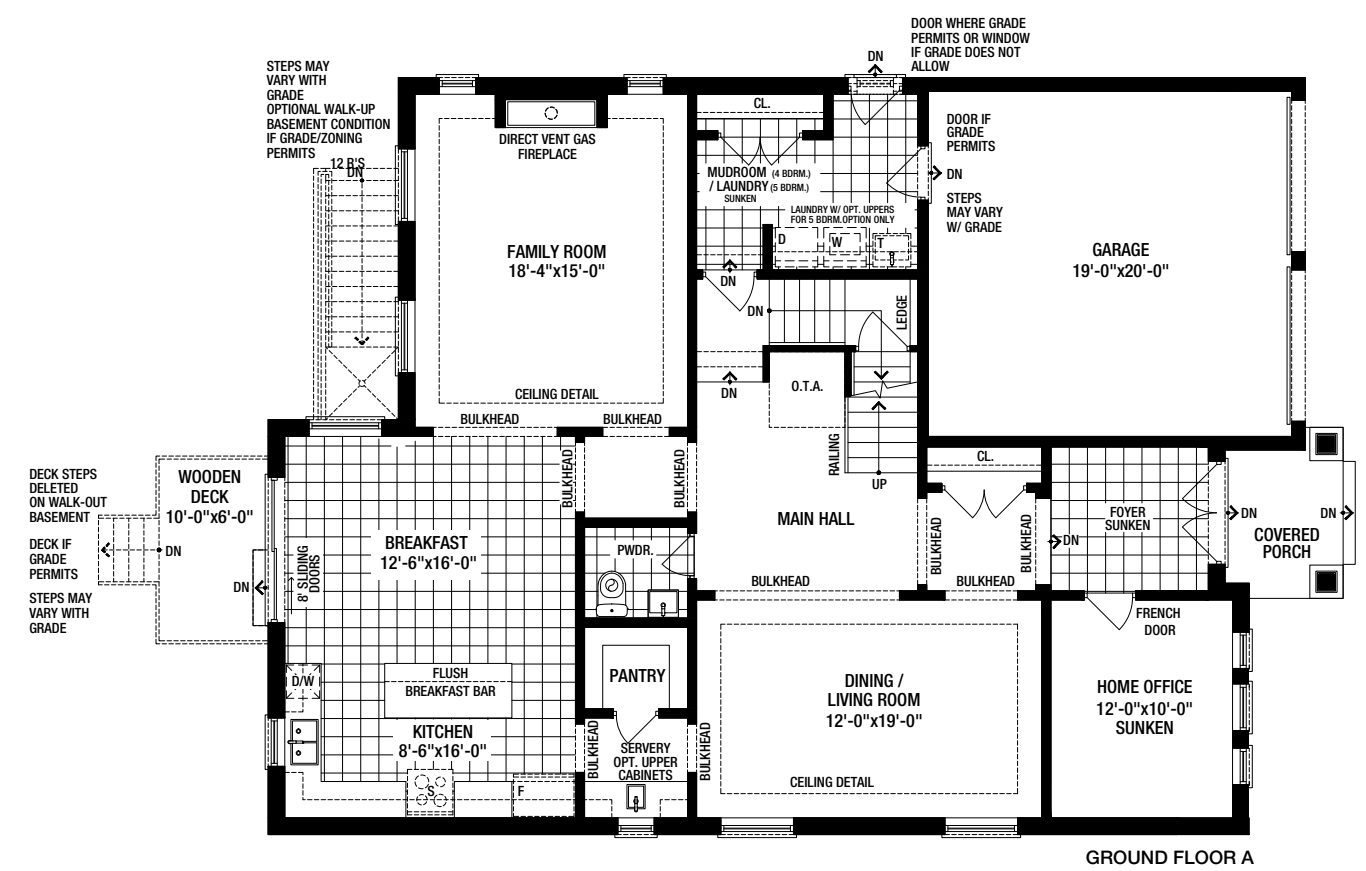 DOOR WHERE GRADE
PERMITS OR WINDOW
IF GRADE DOES NOT
ALLOW
DN
STEPS MAY
VARY WITH
GRADE
OPTIONAL WALK-UP
BASEMENT CONDITION
IF GRADE/ZONING
PERMITS
12 R'S
DN
DIRECT VENT GAS
FIREPLACE
FAMILY ROOM
18'-4"x15'-0"
CEILING DETAIL
BULKHEAD
BULKHEAD
CL.
MUDROOM (4 BDRM.)
/ LAUNDRY (5 BDRM.)
SUNKEN
LAUNDRY W/ OPT. UPPERS
FOR 5 BDRM.OPTION ONLY
D
W
T
DN
DN
LEDGE
DN
O.T.A.
RAILING
UP
DOOR IF
GRADE
PERMITS
DN
STEPS
MAY VARY
W/ GRADE
GARAGE
19'-0"x20'-0"
DECK STEPS
DELETED
ON WALK-OUT
BASEMENT
DECK IF
GRADE
PERMITS
STEPS MAY
VARY WITH
GRADE
WOODEN
DECK
10'-0"x6'-0"
DN
DN
8' SLIDING
DOORS
BREAKFAST
12'-6"x16'-0"
BULKHEAD
BULKHEAD
PWDR.
MAIN HALL
BULKHEAD
CL.
BULKHEAD
BULKHEAD
BULKHEAD
DN
FOYER
SUNKEN
DN
DN
COVERED
PORCH
D/W
FLUSH
BREAKFAST BAR
KITCHEN
8'-6"x16'-0"
S
F
PANTRY
BULKHEAD
SERVERY
OPT. UPPER
CABINETS
BULKHEAD
DINING /
LIVING ROOM
12'-0"x19'-0"
CEILING DETAIL
FRENCH
DOOR
HOME OFFICE
12'-0"x10'-0"
SUNKEN
GROUND FLOOR A